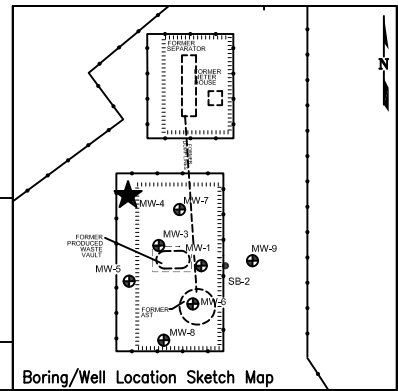 FORMER
SEPARATOR
FORMER
METER
HOUSE
N
MW-4
MW-7
FORMER
PRODUCED
WASTE
VAULT
MW-3
MW-1
MW-9
MW-5
SB-2
FORMER
AST
MW-6
MW-8
Boring/Well Location Sketch Map